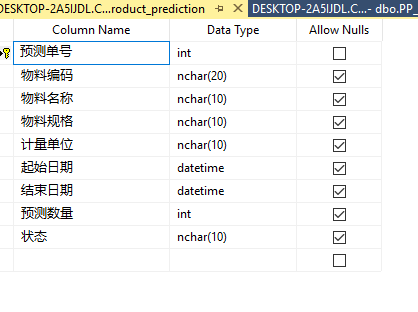 DESKTOP-2A5IJDL.C...roduct_prediction DESKTOP-2A5IJDL.C...- dbo.PP_
Column Name Data Type Allow Nulls
预测单号 int
物料编码 nchar(20)
物料名称 nchar(10)
物料规格 nchar(10)
计量单位 nchar(10)
起始日期 datetime
结束日期 datetime
预测数量 int
状态 nchar(10)